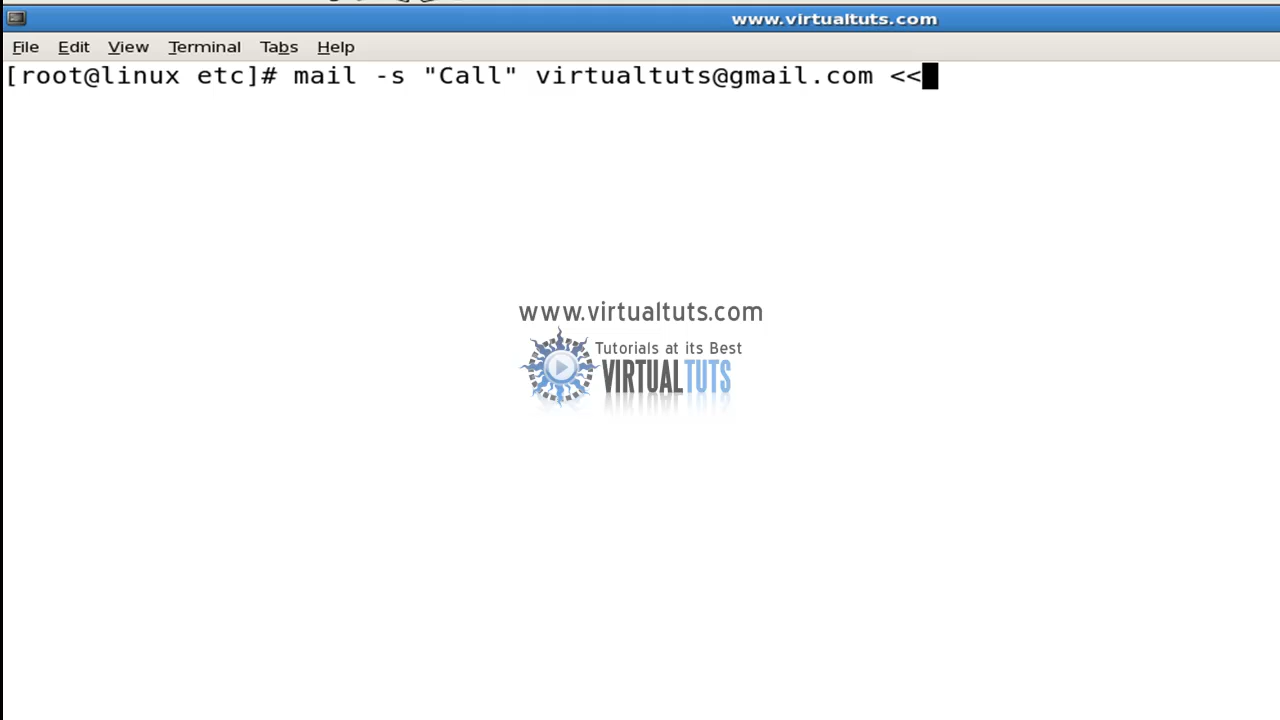 www.virtualtuts.com
File Edit View Terminal Tabs Help
[root@linux etc]# mail -s "Call" virtualtuts@gmail.com <<
www.virtualtuts.com
Tutorials at its Best
VIRTUALTUTS